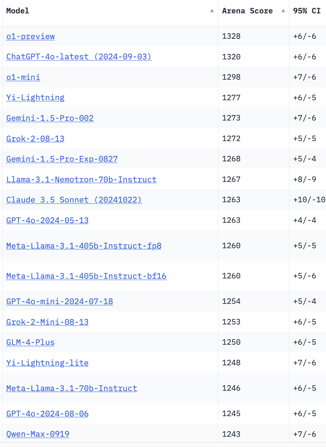 Model Arena Score 95% CI
o1-preview 1328 +6/-6
ChatGPT-4o-latest (2024-09-03) 1320 +6/-6
o1-mini 1298 +7/-6
Yi-Lightning 1277 +6/-5
Gemini-1.5-Pro-002 1273 +7/-6
Grok-2-08-13 1272 +5/-5
Gemini-1.5-Pro-Exp-0827 1268 +5/-4
Llama-3.1-Nemotron-70b-Instruct 1267 +8/-9
Claude 3.5 Sonnet (20241022) 1263 +10/-10
GPT-4o-2024-05-13 1263 +4/-4
Meta-Llama-3.1-405b-Instruct-fp8 1260 +5/-5
Meta-Llama-3.1-405b-Instruct-bf16 1260 +5/-6
GPT-4o-mini-2024-07-18 1254 +5/-4
Grok-2-Mini-08-13 1253 +6/-5
GLM-4-Plus 1250 +6/-5
Yi-Lightning-lite 1248 +7/-6
Meta-Llama-3.1-70b-Instruct 1246 +6/-5
GPT-4o-2024-08-06 1245 +6/-5
Qwen-Max-0919 1243 +7/-6